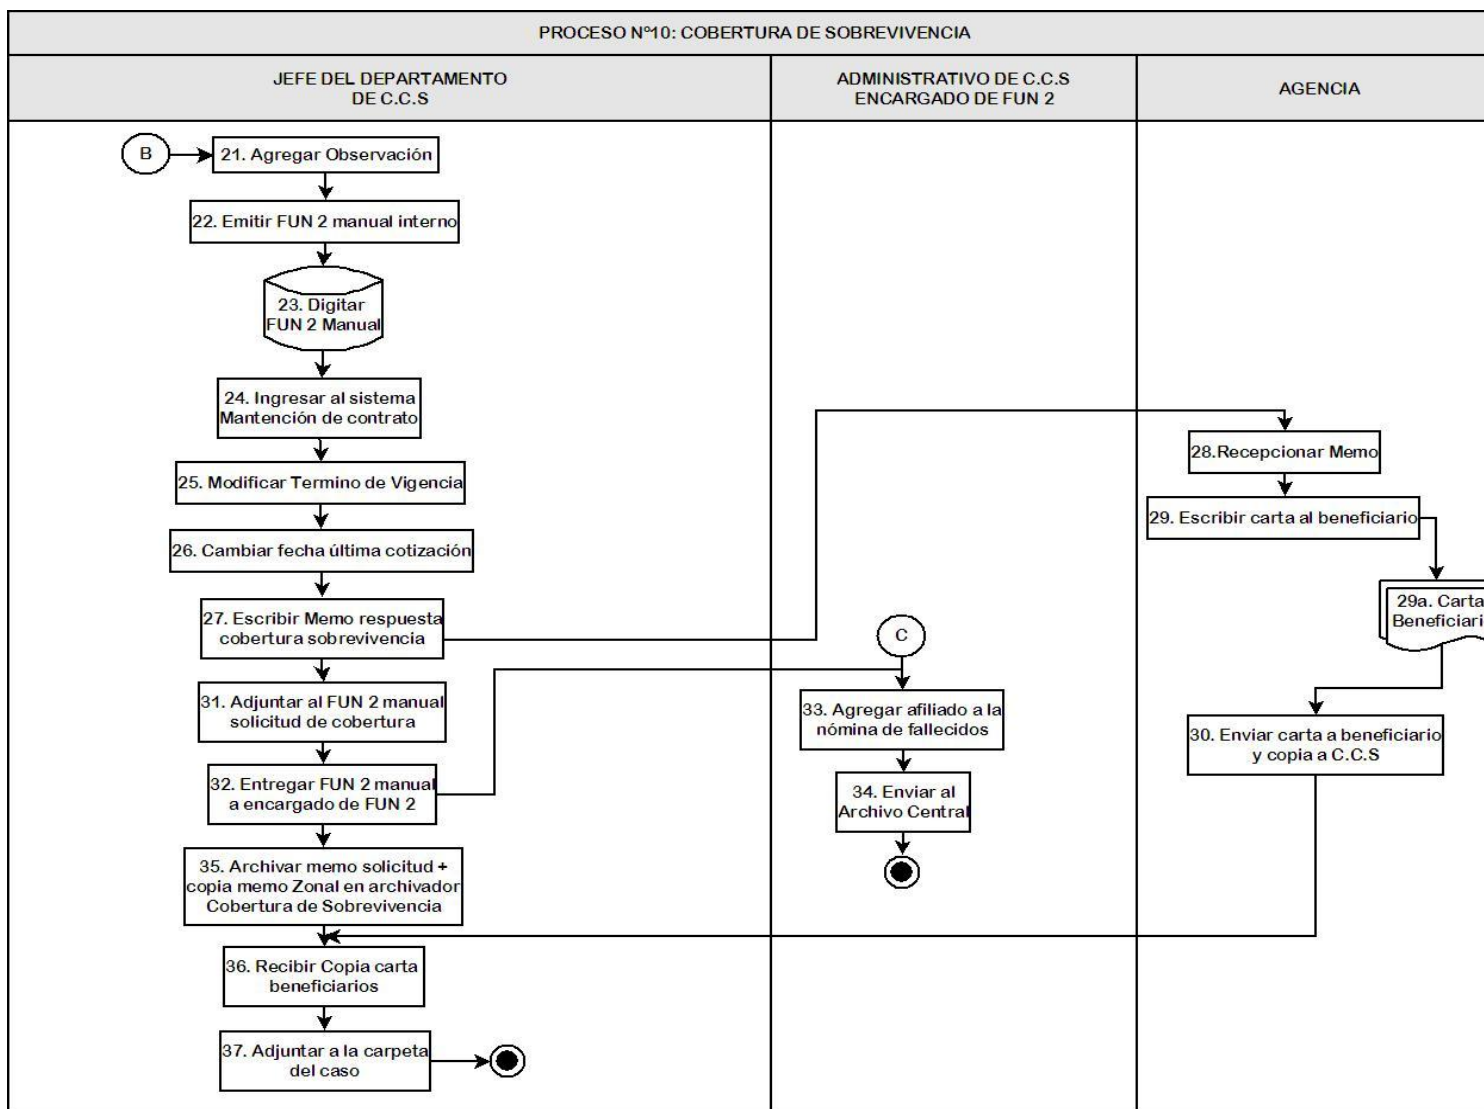 PROCESO Nº10: COBERTURA DE SOBREVIVENCIA
JEFE DEL DEPARTAMENTO
DE C.C.S
ADMINISTRATIVO DE C.C.S
ENCARGADO DE FUN 2
AGENCIA
B
21. Agregar Observación
22. Emitir FUN 2 manual interno
23. Digitar
FUN 2 Manual
24. Ingresar al sistema
Mantención de contrato
25. Modificar Termino de Vigencia
26. Cambiar fecha última cotización
27. Escribir Memo respuesta
cobertura sobrevivencia
31. Adjuntar al FUN 2 manual
solicitud de cobertura
32. Entregar FUN 2 manual
a encargado de FUN 2
35. Archivar memo solicitud +
copia memo Zonal en archivador
Cobertura de Sobrevivencia
36. Recibir Copia carta
beneficiarios
37. Adjuntar a la carpeta
del caso
C
33. Agregar afiliado a la
nómina de fallecidos
34. Enviar al
Archivo Central
28.Recepcionar Memo
29. Escribir carta al beneficiario
29a. Carta
Beneficiari
30. Enviar carta a beneficiario
y copia a C.C.S